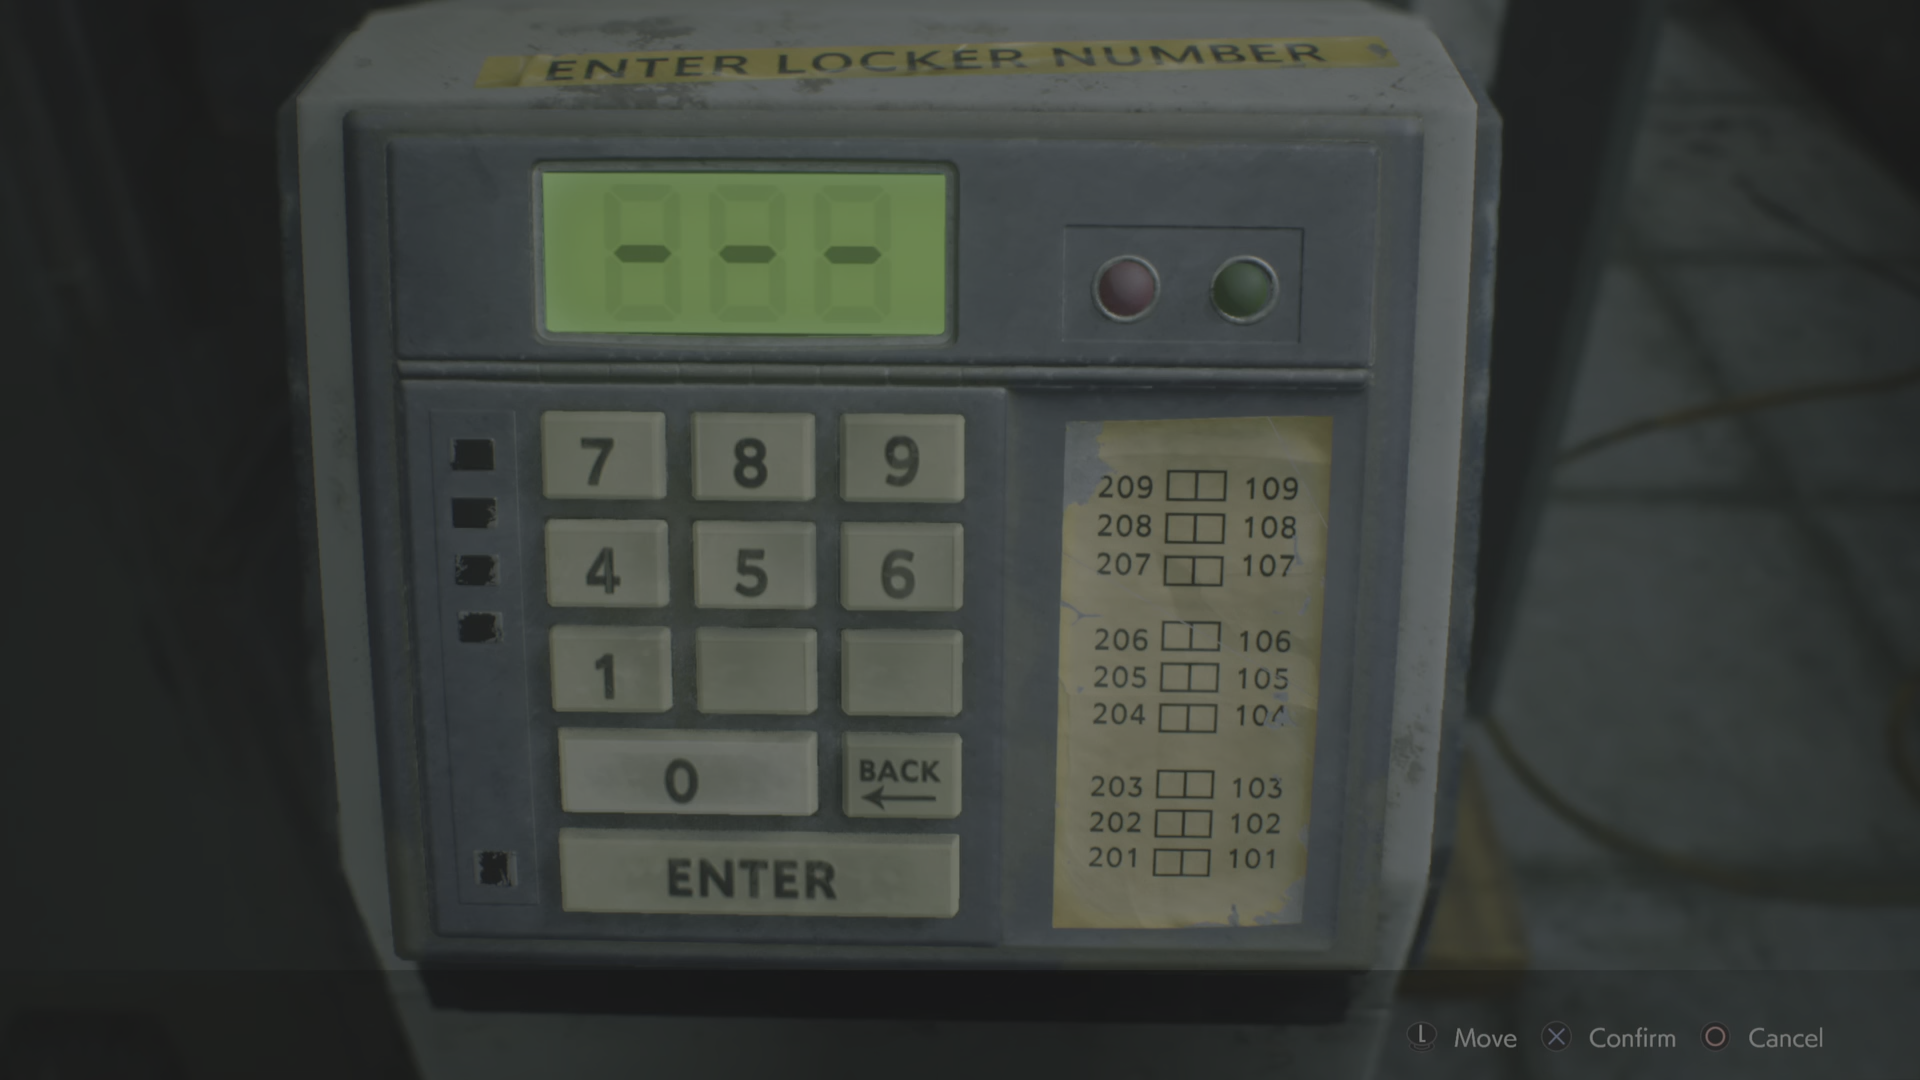 ENTER LOCKER NUMBER
---
7 8 9
4 5 6
1
0 BACK
ENTER
209 109
208 108
207 107
206 106
205 105
204 104
203 103
202 102
201 101
L Move Confirm Cancel